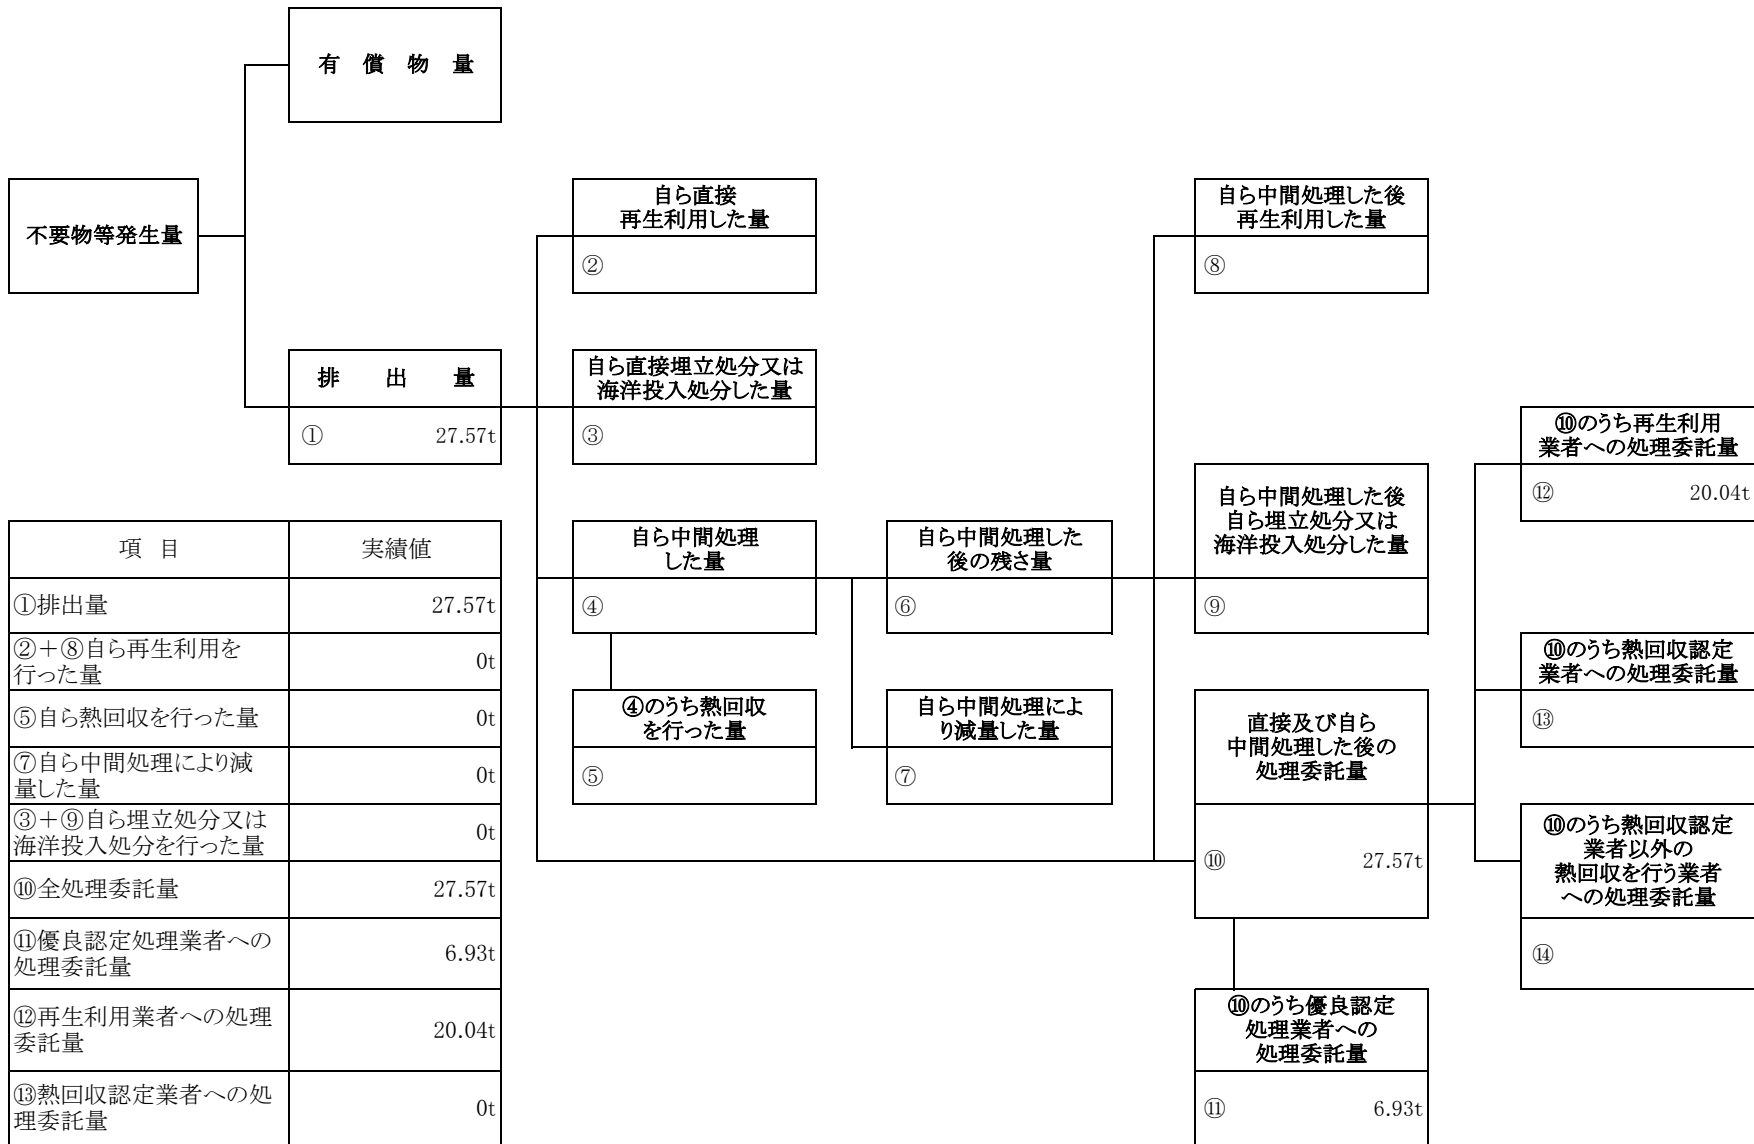 有 償 物 量
不要物等発生量
自ら直接
再生利用した量
②
自ら中間処理した後
再生利用した量
⑧
排 出 量
① 27.57t
自ら直接埋立処分又は
海洋投入処分した量
③
⑩のうち再生利用
業者への処理委託量
⑫ 20.04t
自ら中間処理
した量
④
自ら中間処理した
後の残さ量
⑥
自ら中間処理した後
自ら埋立処分又は
海洋投入処分した量
⑨
⑩のうち熱回収認定
業者への処理委託量
⑬
④のうち熱回収
を行った量
⑤
自ら中間処理によ
り減量した量
⑦
直接及び自ら
中間処理した後の
処理委託量
⑩ 27.57t
⑩のうち熱回収認定
業者以外の
熱回収を行う業者
への処理委託量
⑭
⑩のうち優良認定
処理業者への
処理委託量
⑪ 6.93t
項 目 実績値
①排出量 27.57t
②+⑧自ら再生利用を
行った量 0t
⑤自ら熱回収を行った量 0t
⑦自ら中間処理により減
量した量 0t
③+⑨自ら埋立処分又は
海洋投入処分を行った量 0t
⑩全処理委託量 27.57t
⑪優良認定処理業者への
処理委託量 6.93t
⑫再生利用業者への処理
委託量 20.04t
⑬熱回収認定業者への処
理委託量 0t